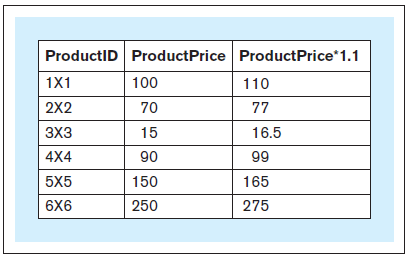 ProductID ProductPrice ProductPrice*1.1
1X1 100 110
2X2 70 77
3X3 15 16.5
4X4 90 99
5X5 150 165
6X6 250 275